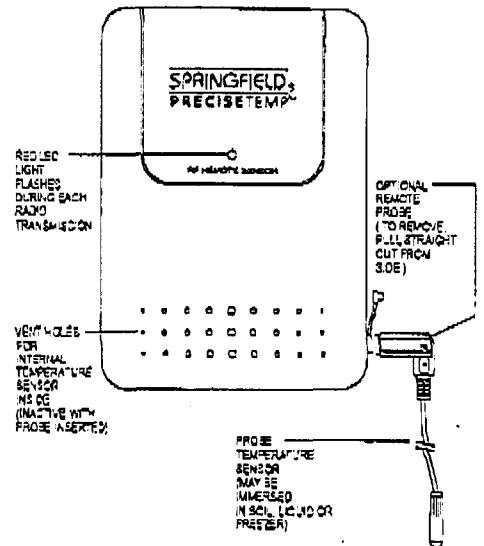 SPRINGFIELD
PRECISETEMP
RED LED
LIGHT
FLASHES
DURING EACH
RADIO
TRANSMISSION
RF REMOTE SENSOR
OPTIONAL
REMOTE
PROBE
(TO REMOVE,
PULL STRAIGHT
OUT FROM
SIDE)
VENT HOLES
FOR
INTERNAL
TEMPERATURE
SENSOR
INSIDE
(INACTIVE WITH
PROBE INSERTED)
PROBE
TEMPERATURE
SENSOR
(MAY BE
IMMERSED
IN SOIL, LIQUID OR
FREEZER)